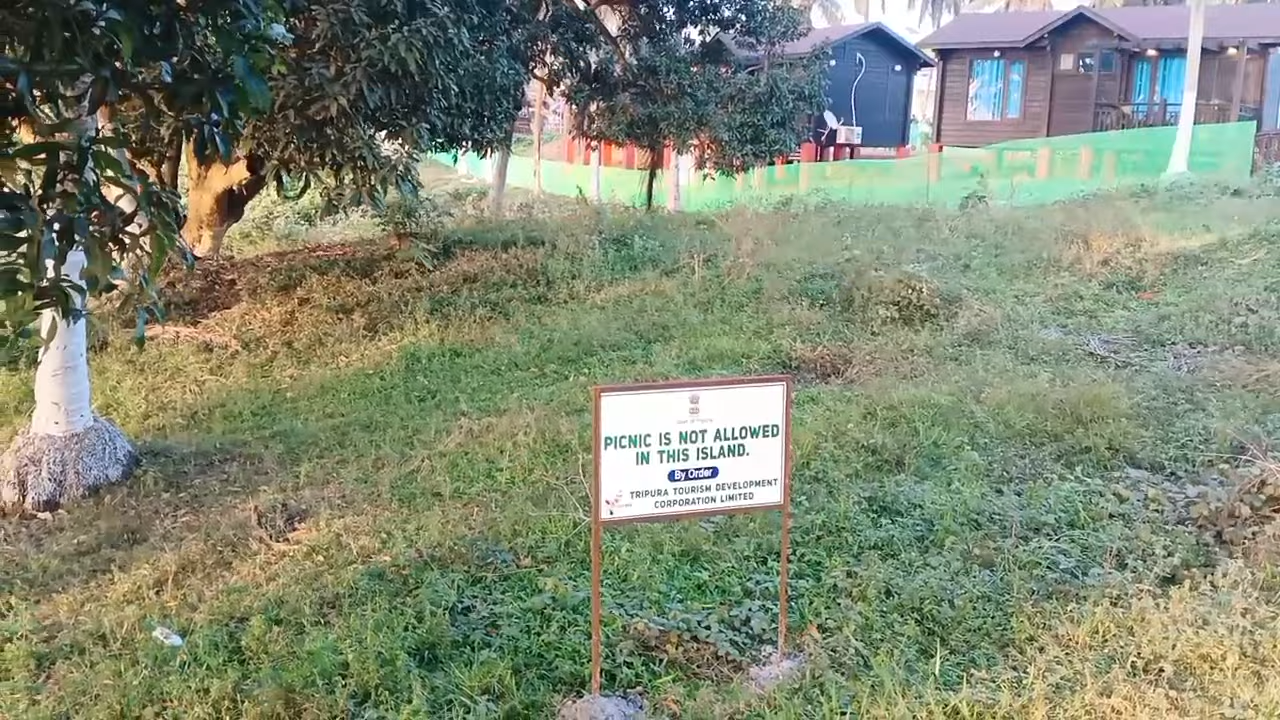 PICNIC IS NOT ALLOWED
IN THIS ISLAND.
By Order
TRIPURA TOURISM DEVELOPMENT
CORPORATION LIMITED